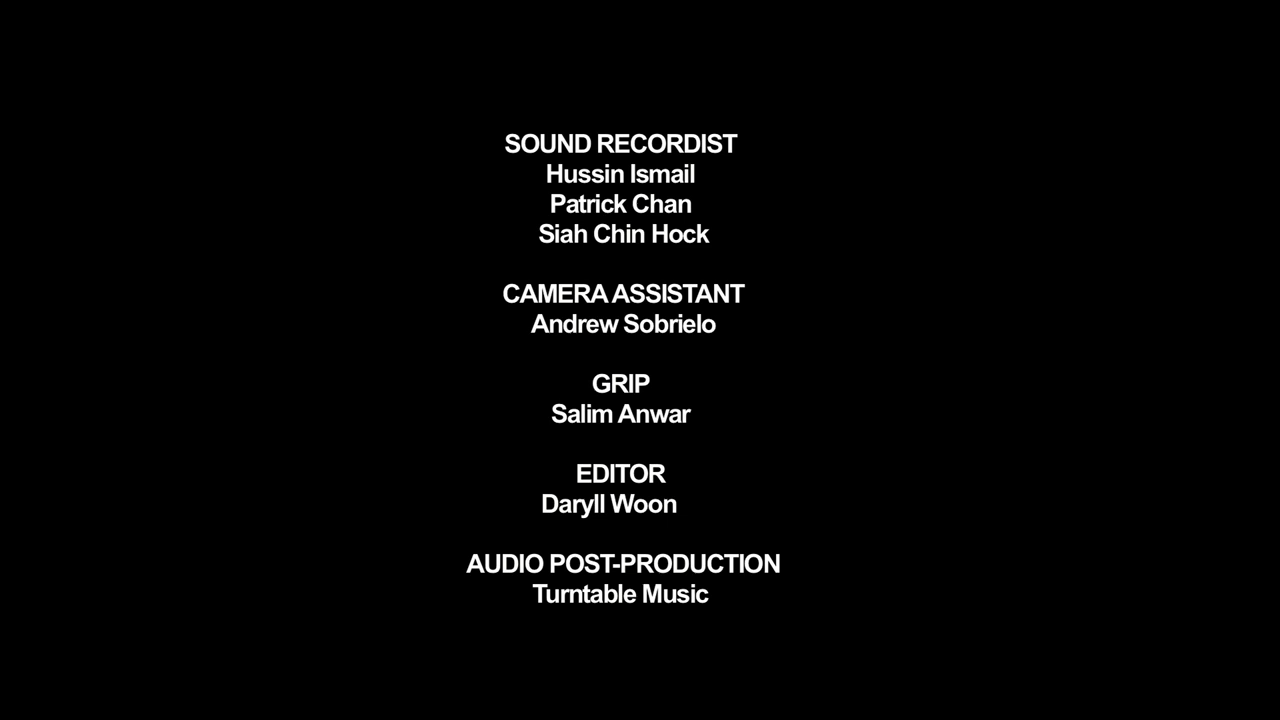 SOUND RECORDIST
Hussin Ismail
Patrick Chan
Siah Chin Hock
CAMERA ASSISTANT
Andrew Sobrielo
GRIP
Salim Anwar
EDITOR
Daryll Woon
AUDIO POST-PRODUCTION
Turntable Music